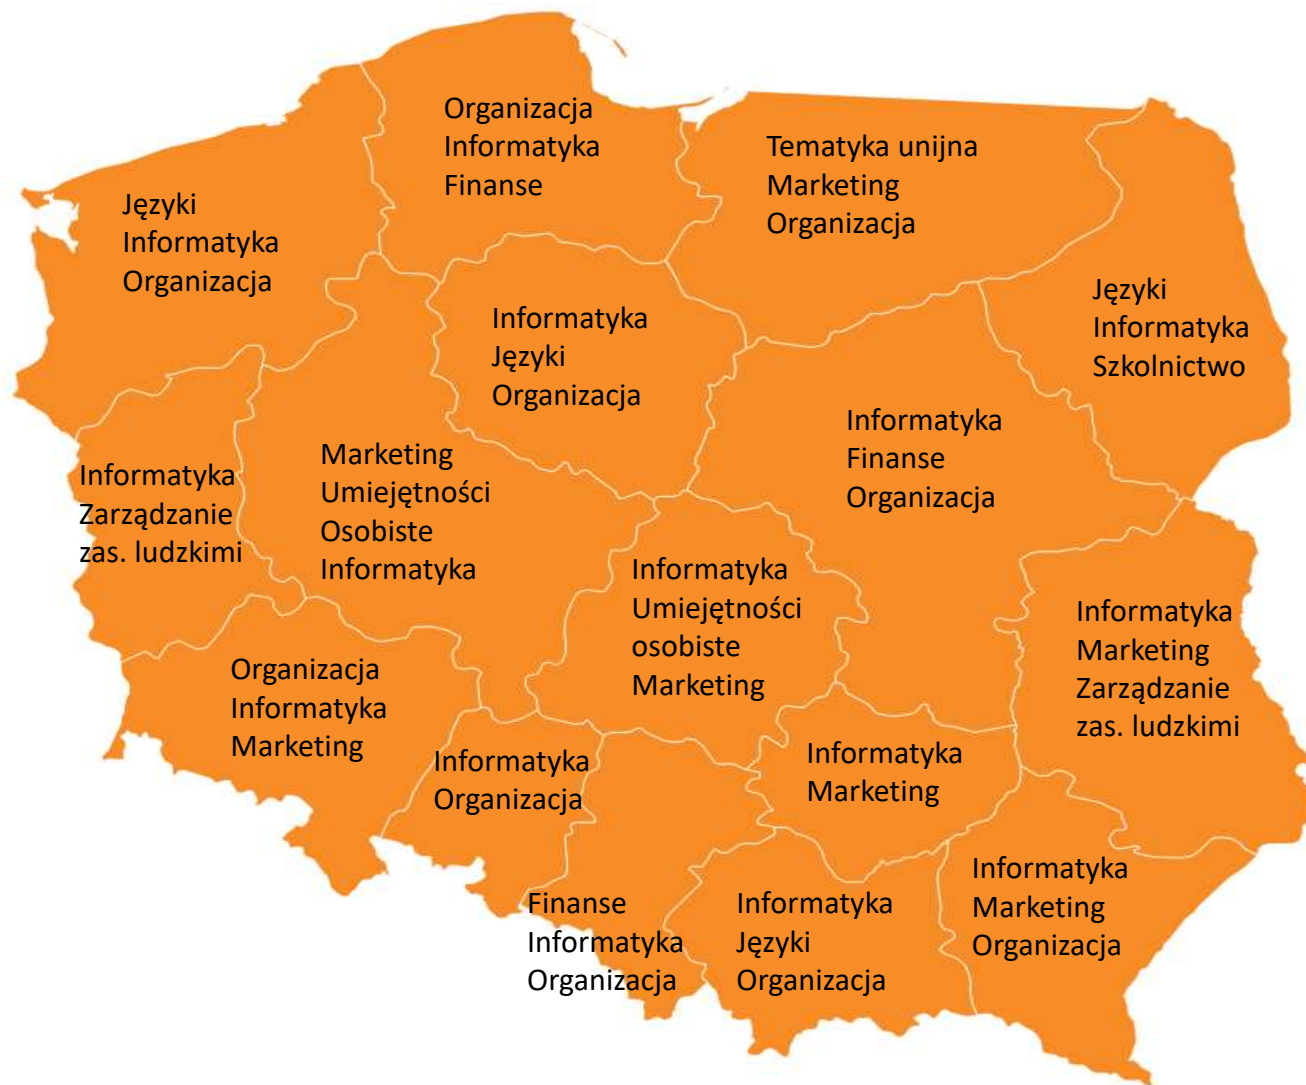 Organizacja
Informatyka
Finanse
Tematyka unijna
Marketing
Organizacja
Języki
Informatyka
Organizacja
Języki
Informatyka
Szkolnictwo
Informatyka
Języki
Organizacja
Informatyka
Finanse
Organizacja
Marketing
Umiejętności
Osobiste
Informatyka
Informatyka
Zarządzanie
zas. ludzkimi
Informatyka
Umiejętności
osobiste
Marketing
Informatyka
Marketing
Zarządzanie
zas. ludzkimi
Organizacja
Informatyka
Marketing
Informatyka
Organizacja
Informatyka
Marketing
Finanse
Informatyka
Organizacja
Informatyka
Języki
Organizacja
Informatyka
Marketing
Organizacja